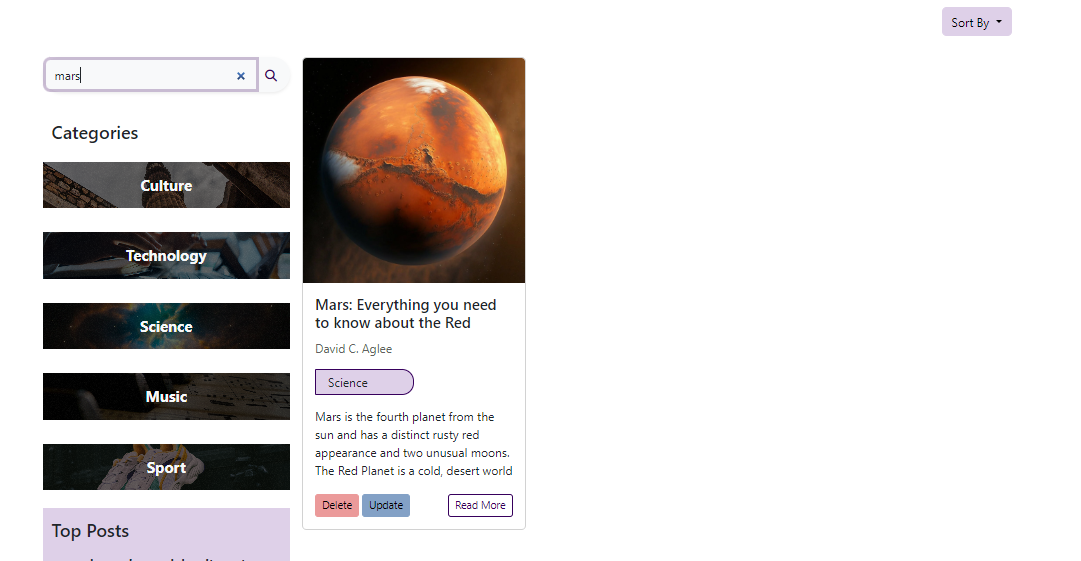 Sort By
mars
Categories
Culture
Technology
Science
Music
Sport
Top Posts
Mars: Everything you need
to know about the Red
David C. Aglee
Science
Mars is the fourth planet from the
sun and has a distinct rusty red
appearance and two unusual moons.
The Red Planet is a cold, desert world
Delete
Update
Read More